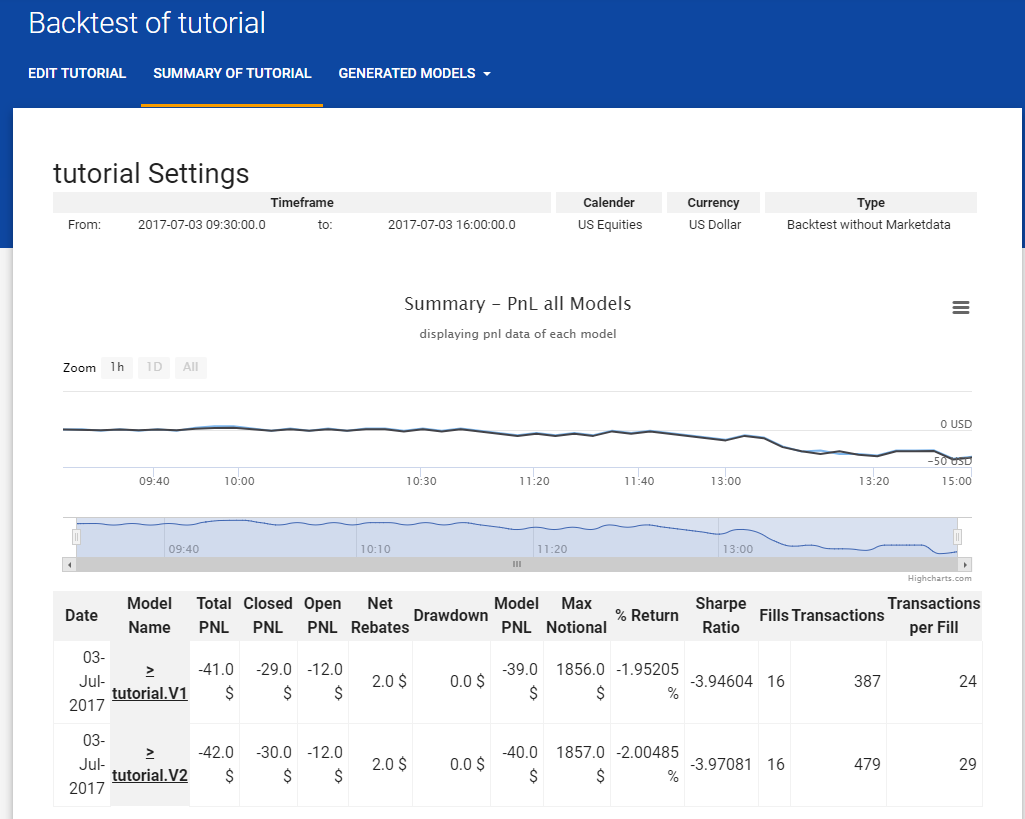 Backtest of tutorial
EDIT TUTORIAL SUMMARY OF TUTORIAL GENERATED MODELS
tutorial Settings
Timeframe Calender Currency Type
From: 2017-07-03 09:30:00.0 to: 2017-07-03 16:00:00.0 US Equities US Dollar Backtest without Marketdata
Summary – PnL all Models
displaying pnl data of each model
Zoom 1h 1D All
0 USD
−50 USD
09:40 10:00 10:30 11:20 11:40 13:00 13:20 15:00
09:40 10:10 11:20 13:00
Highcharts.com
Date Model Name Total PNL Closed PNL Open PNL Net Rebates Drawdown Model PNL Max Notional % Return Sharpe Ratio Fills Transactions Transactions per Fill
03-Jul-2017 > tutorial.V1 -41.0 $ -29.0 $ -12.0 $ 2.0 $ 0.0 $ -39.0 $ 1856.0 $ -1.95205 % -3.94604 16 387 24
03-Jul-2017 > tutorial.V2 -42.0 $ -30.0 $ -12.0 $ 2.0 $ 0.0 $ -40.0 $ 1857.0 $ -2.00485 % -3.97081 16 479 29